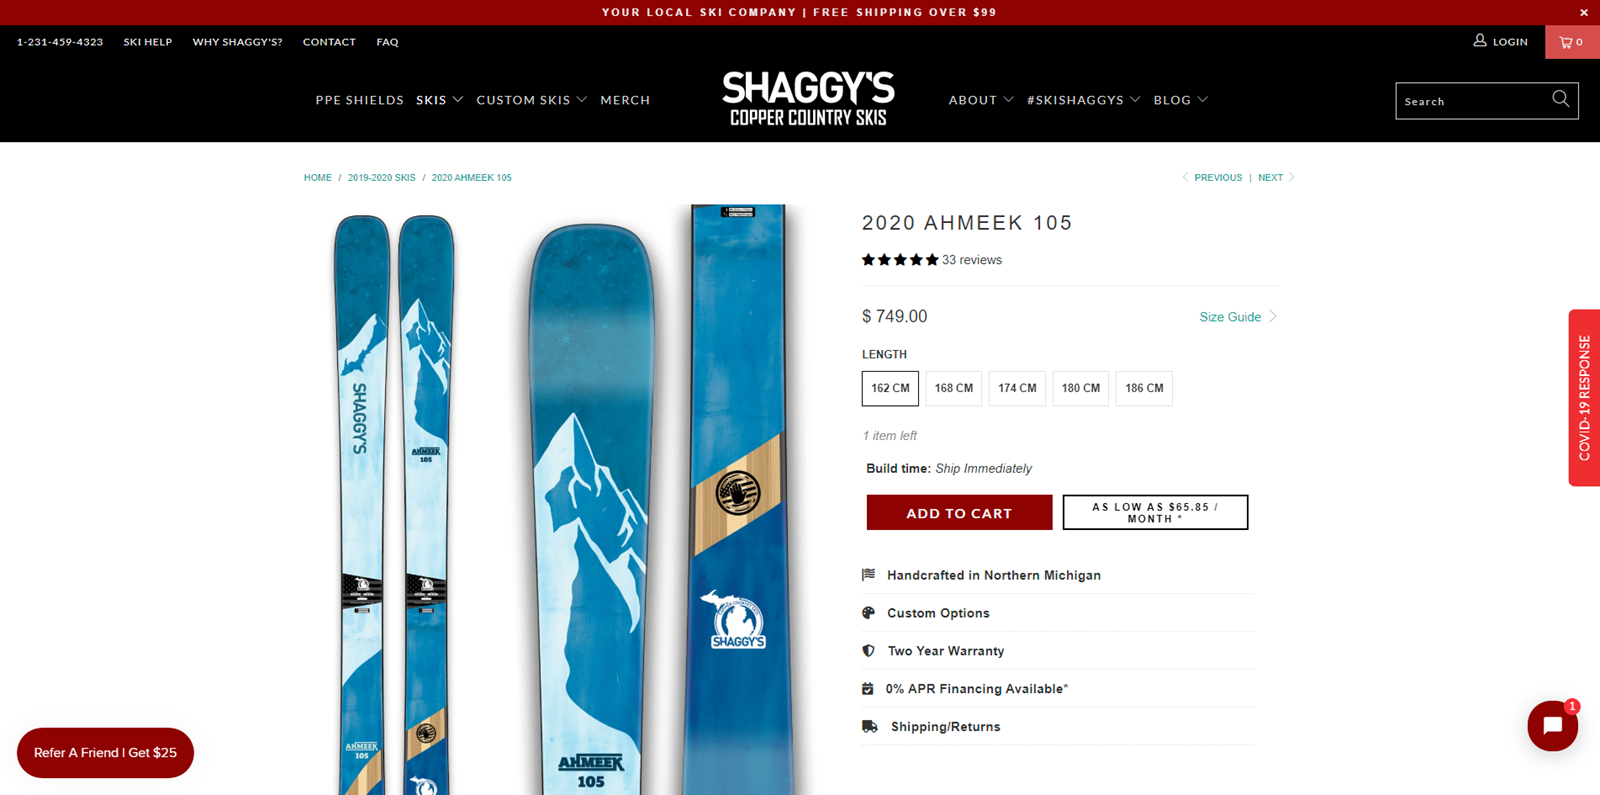 YOUR LOCAL SKI COMPANY | FREE SHIPPING OVER $99
×
1-231-459-4323 SKI HELP WHY SHAGGY'S? CONTACT FAQ
LOGIN 0
PPE SHIELDS SKIS CUSTOM SKIS MERCH
SHAGGY'S
COPPER COUNTRY SKIS
ABOUT #SKISHAGGYS BLOG
Search
HOME / 2019-2020 SKIS / 2020 AHMEEK 105
PREVIOUS | NEXT
SHAGGY'S
AHMEEK
105
AHMEEK
105
SHAGGY'S
AHMEEK
105
2020 AHMEEK 105
33 reviews
$ 749.00
Size Guide
LENGTH
162 CM 168 CM 174 CM 180 CM 186 CM
1 item left
Build time: Ship Immediately
ADD TO CART
AS LOW AS $65.85 /
MONTH *
Handcrafted in Northern Michigan
Custom Options
Two Year Warranty
0% APR Financing Available*
Shipping/Returns
COVID-19 RESPONSE
Refer A Friend | Get $25
1